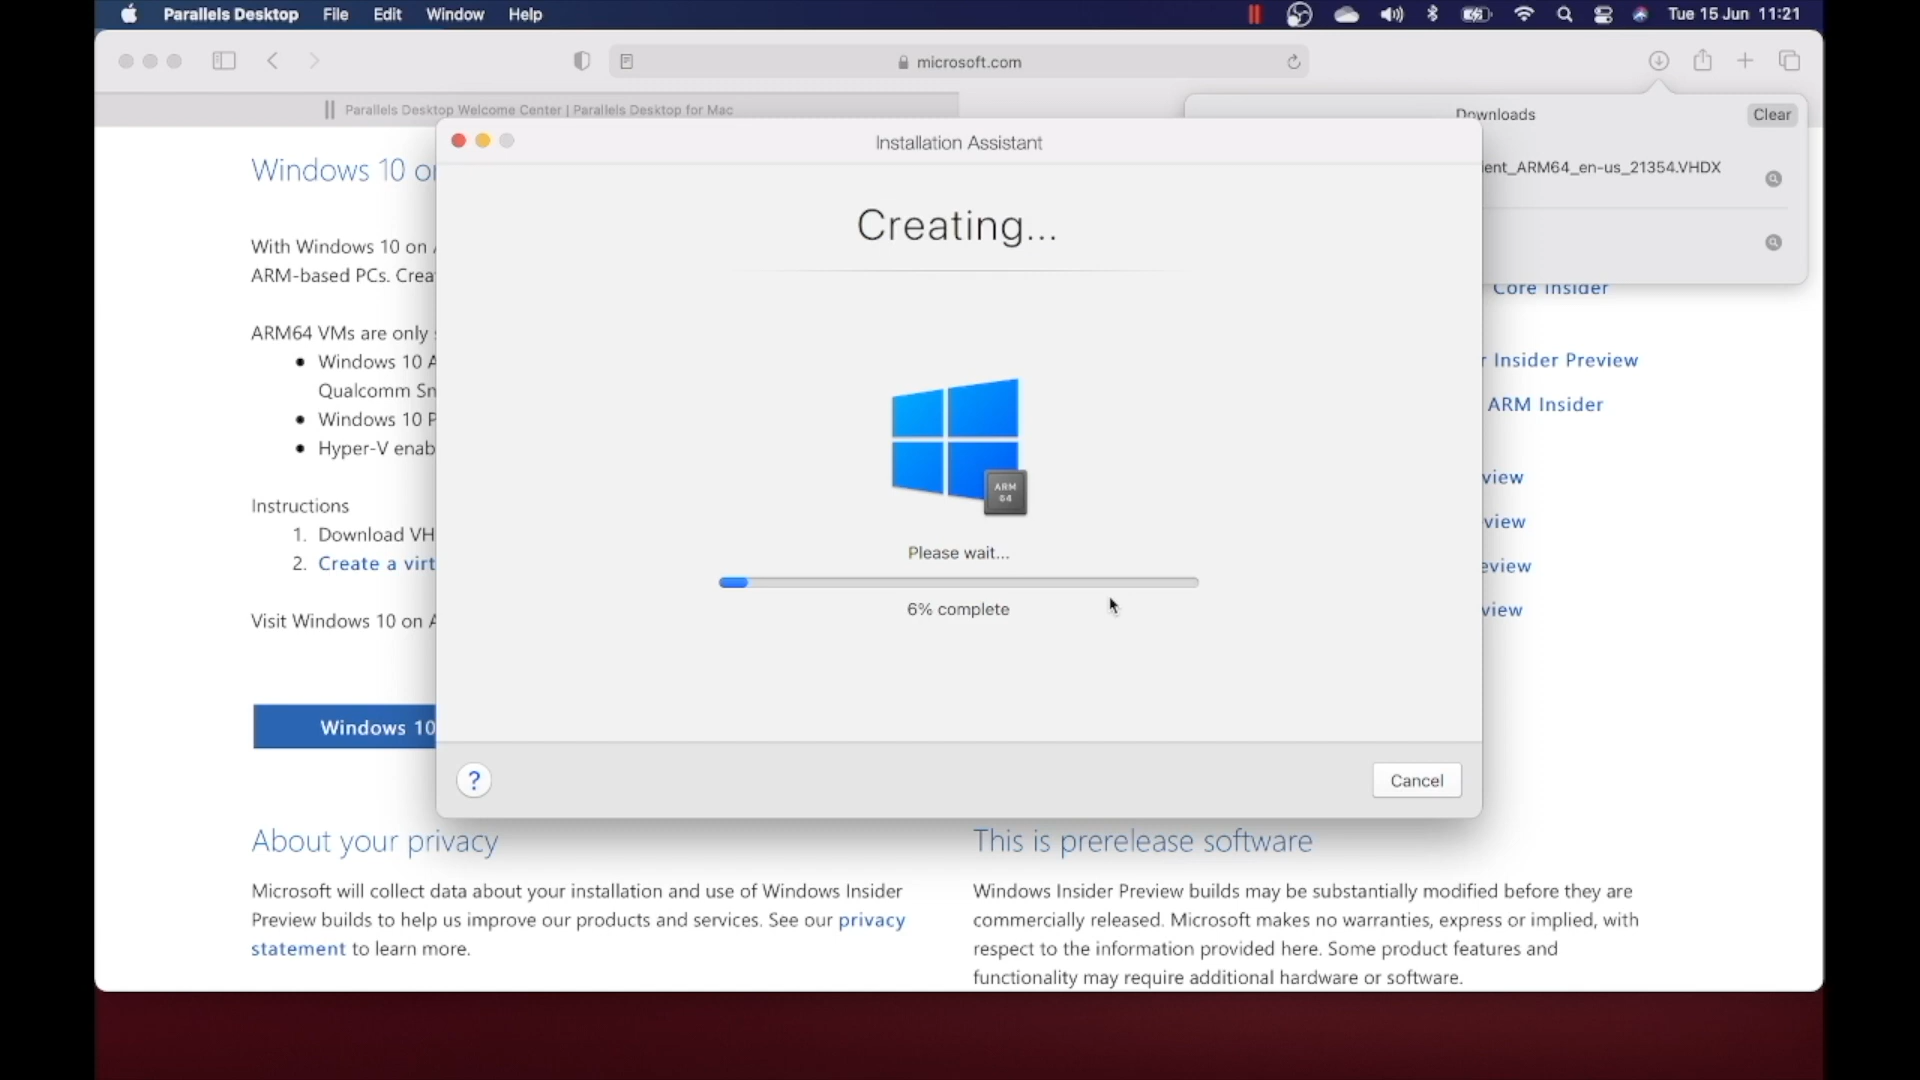 Parallels Desktop File Edit Window Help Tue 15 Jun 11:21
microsoft.com
Parallels Desktop Welcome Center | Parallels Desktop for Mac
Downloads Clear
ent_ARM64_en-us_21354.VHDX
Installation Assistant
Creating...
ARM
64
Please wait...
6% complete
? Cancel
Windows 10 o
With Windows 10 on
ARM-based PCs. Crea
ARM64 VMs are only
• Windows 10 A
Qualcomm Sn
• Windows 10 P
• Hyper-V enab
Instructions
1. Download VH
2. Create a virt
Visit Windows 10 on A
Windows 10
Core Insider
r Insider Preview
ARM Insider
view
view
eview
view
About your privacy
Microsoft will collect data about your installation and use of Windows Insider
Preview builds to help us improve our products and services. See our privacy
statement to learn more.
This is prerelease software
Windows Insider Preview builds may be substantially modified before they are
commercially released. Microsoft makes no warranties, express or implied, with
respect to the information provided here. Some product features and
functionality may require additional hardware or software.